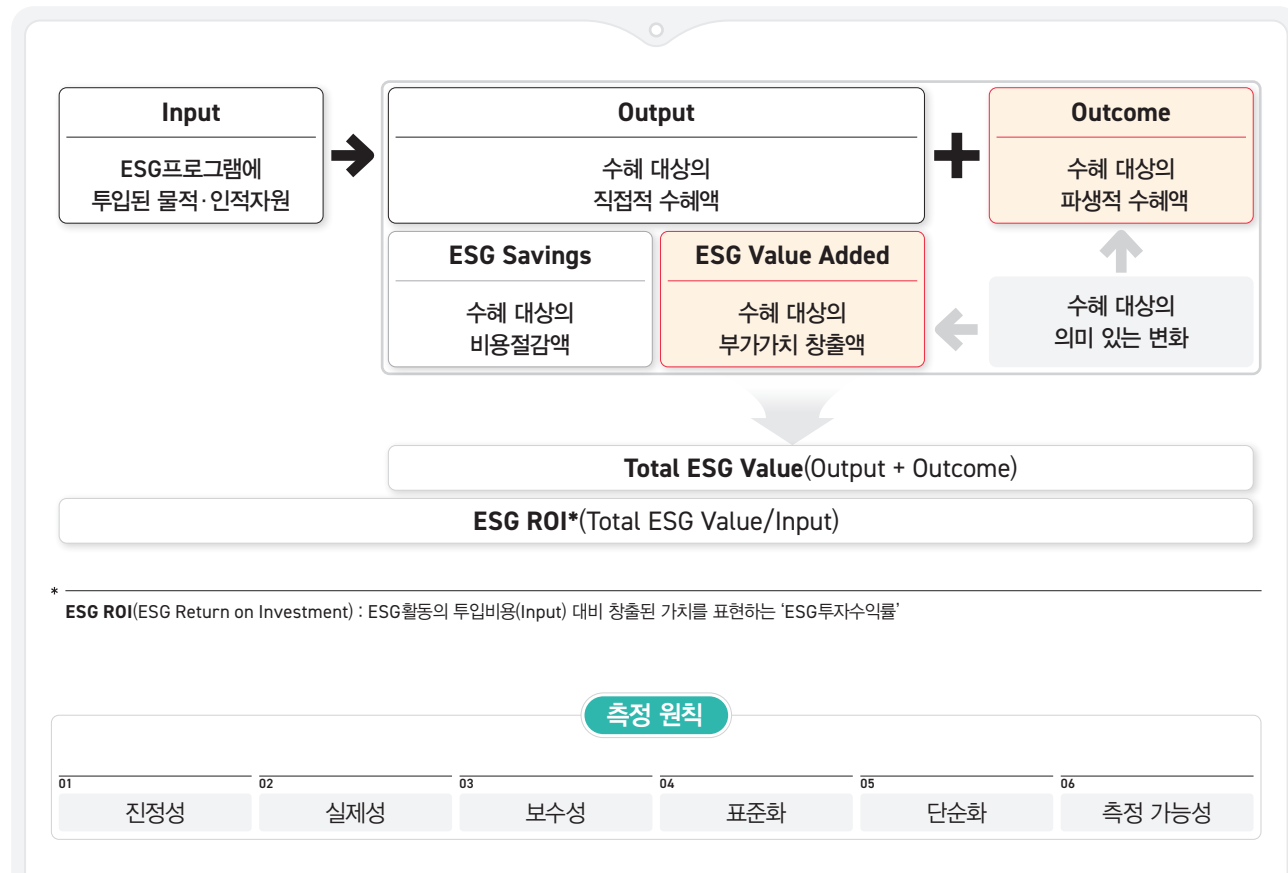 Input
ESG프로그램에
투입된 물적·인적자원
Output
수혜 대상의
직접적 수혜액
Outcome
수혜 대상의
파생적 수혜액
ESG Savings
수혜 대상의
비용절감액
ESG Value Added
수혜 대상의
부가가치 창출액
수혜 대상의
의미 있는 변화
Total ESG Value(Output + Outcome)
ESG ROI*(Total ESG Value/Input)
*
ESG ROI(ESG Return on Investment) : ESG활동의 투입비용(Input) 대비 창출된 가치를 표현하는 ‘ESG투자수익률’
측정 원칙
01
진정성
02
실제성
03
보수성
04
표준화
05
단순화
06
측정 가능성